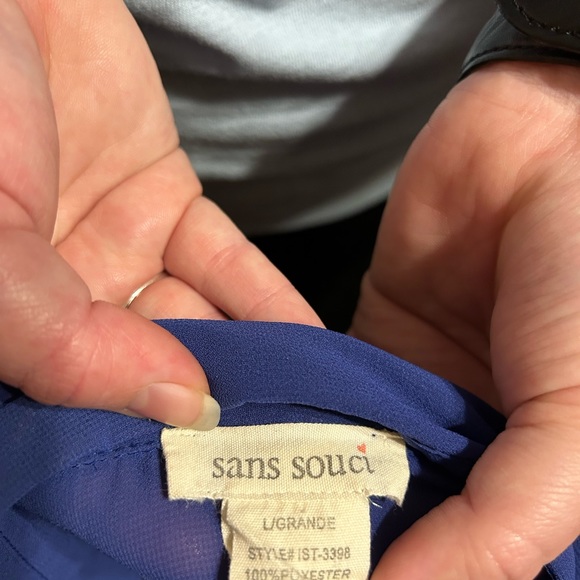 sans souci
L/GRANDE
STYLE# IST-3398
100%POLYESTER